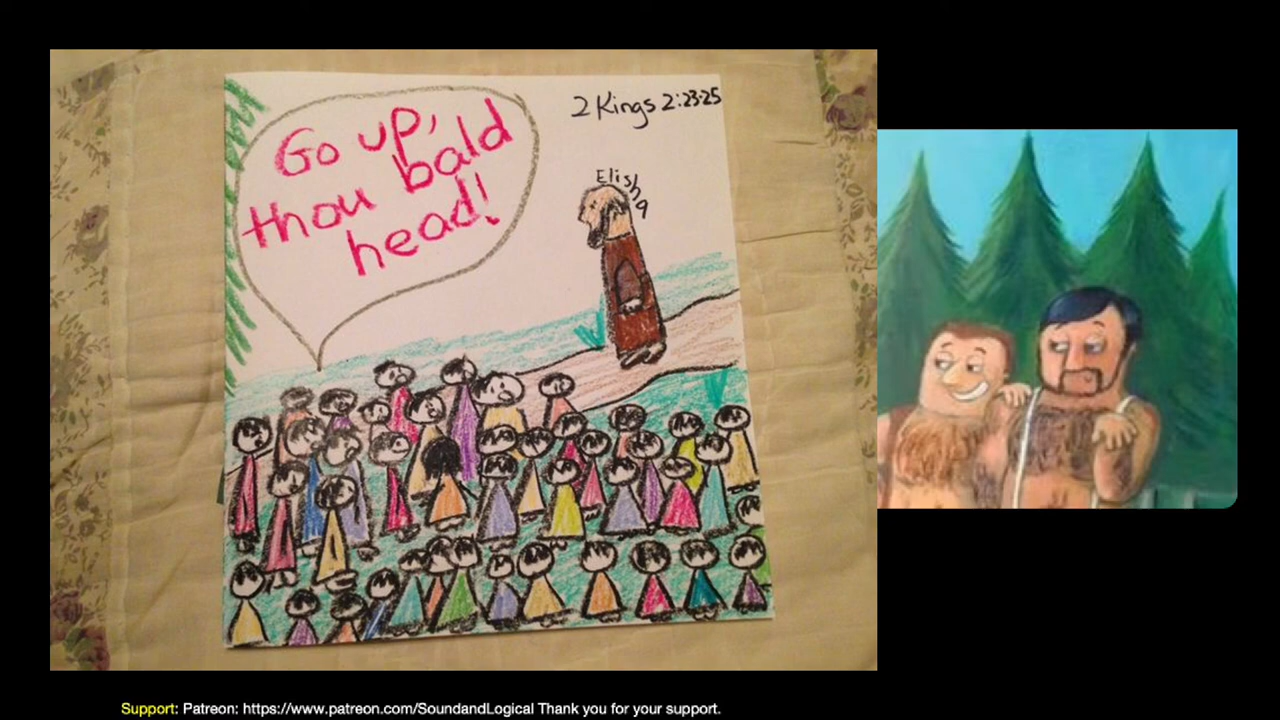 Go up,
thou bald
head!
2 Kings 2:23-25
Elisha
Support: Patreon: https://www.patreon.com/SoundandLogical Thank you for your support.